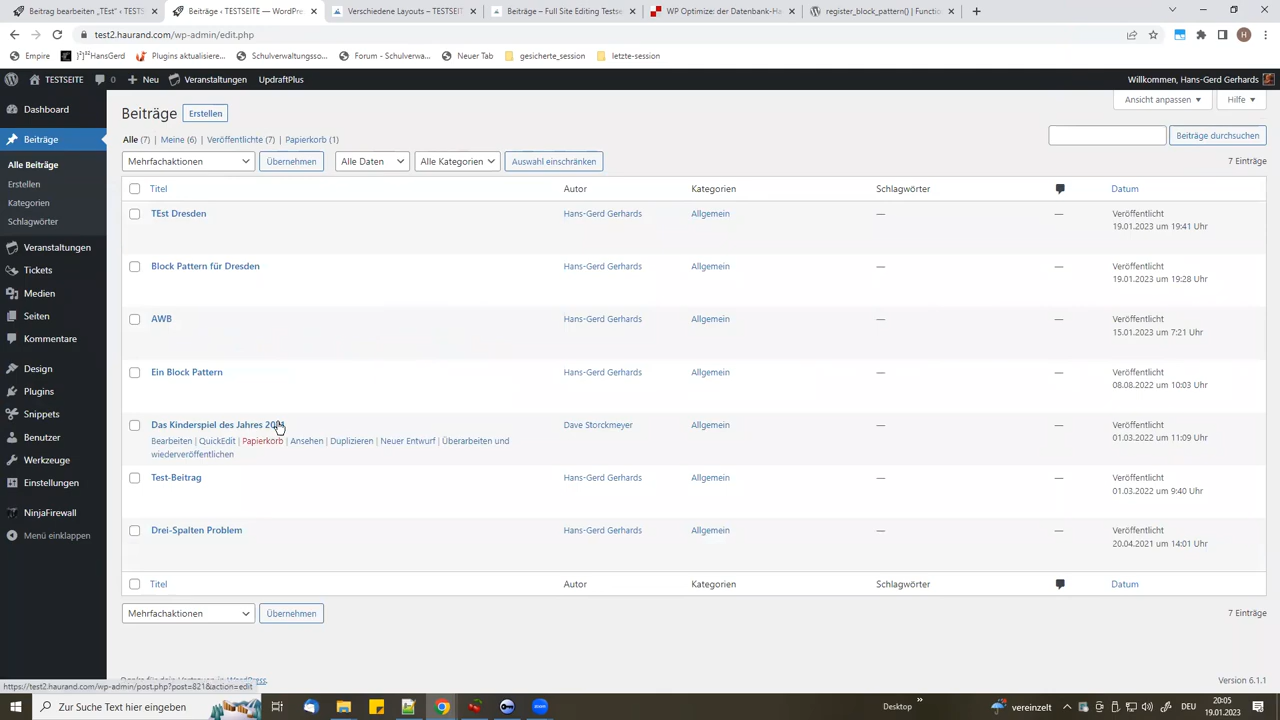 Beitrag bearbeiten „TEst“ ‹ TESTS
Beiträge ‹ TESTSEITE — WordPre
Verschiedene Layouts – TESTSEIT
Beiträge – Full Site Editing Testse
WP Optimize: der Datenbank-Ha
register_block_pattern() | Functio
test2.haurand.com/wp-admin/edit.php
Empire
]²]²HansGerd
Plugins aktualisiere...
Schulverwaltungsso...
Forum - Schulverwa...
Neuer Tab
gesicherte_session
letzte-session
TESTSEITE 0 Neu Veranstaltungen UpdraftPlus
Willkommen, Hans-Gerd Gerhards
Dashboard
Beiträge
Alle Beiträge
Erstellen
Kategorien
Schlagwörter
Veranstaltungen
Tickets
Medien
Seiten
Kommentare
Design
Plugins
Snippets
Benutzer
Werkzeuge
Einstellungen
NinjaFirewall
Menü einklappen
Ansicht anpassen ▼ Hilfe ▼
Beiträge Erstellen
Alle (7) | Meine (6) | Veröffentlichte (7) | Papierkorb (1)
Beiträge durchsuchen
Mehrfachaktionen Übernehmen Alle Daten Alle Kategorien Auswahl einschränken
7 Einträge
Titel Autor Kategorien Schlagwörter Datum
TEst Dresden Hans-Gerd Gerhards Allgemein — — Veröffentlicht
19.01.2023 um 19:41 Uhr
Block Pattern für Dresden Hans-Gerd Gerhards Allgemein — — Veröffentlicht
19.01.2023 um 19:28 Uhr
AWB Hans-Gerd Gerhards Allgemein — — Veröffentlicht
15.01.2023 um 7:21 Uhr
Ein Block Pattern Hans-Gerd Gerhards Allgemein — — Veröffentlicht
08.08.2022 um 10:03 Uhr
Das Kinderspiel des Jahres 2001 Dave Storckmeyer Allgemein — — Veröffentlicht
01.03.2022 um 11:09 Uhr
Bearbeiten | QuickEdit | Papierkorb | Ansehen | Duplizieren | Neuer Entwurf | Überarbeiten und
wiederveröffentlichen
Test-Beitrag Hans-Gerd Gerhards Allgemein — — Veröffentlicht
01.03.2022 um 9:40 Uhr
Drei-Spalten Problem Hans-Gerd Gerhards Allgemein — — Veröffentlicht
20.04.2021 um 14:01 Uhr
Titel Autor Kategorien Schlagwörter Datum
Mehrfachaktionen Übernehmen
7 Einträge
Version 6.1.1
https://test2.haurand.com/wp-admin/post.php?post=821&action=edit
Zur Suche Text hier eingeben
Desktop
vereinzelt
20:05
19.01.2023